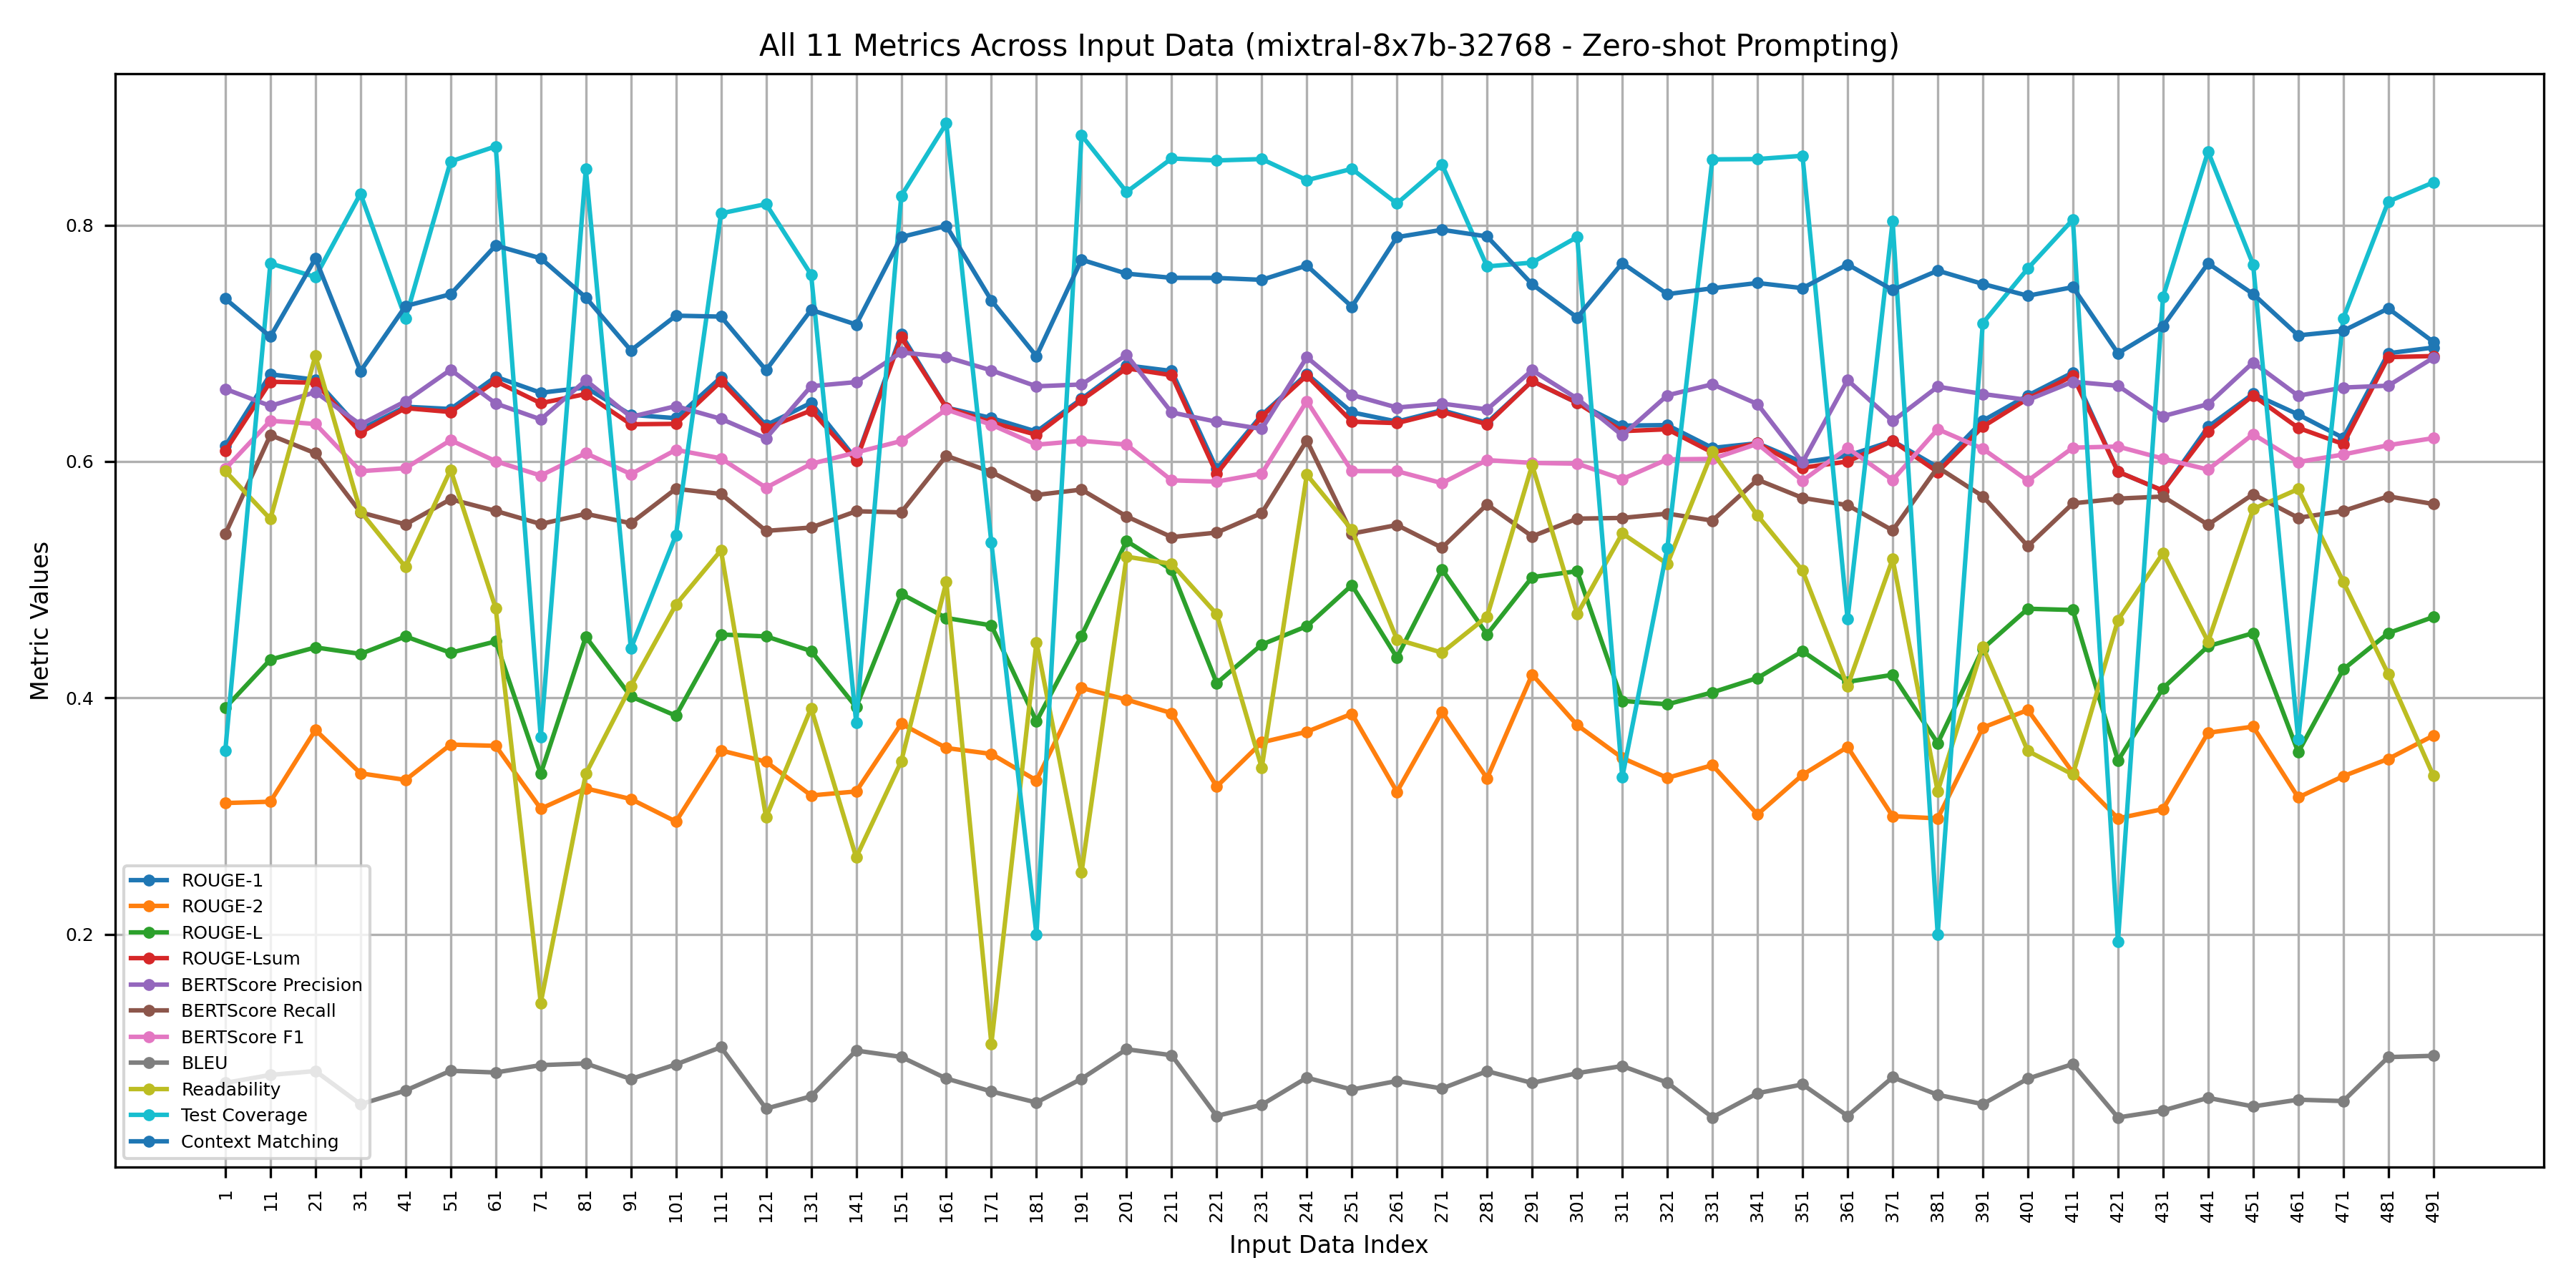 All 11 Metrics Across Input Data (mixtral-8x7b-32768 - Zero-shot Prompting)
Metric Values
0.8
0.6
0.4
0.2
ROUGE-1
ROUGE-2
ROUGE-L
ROUGE-Lsum
BERTScore Precision
BERTScore Recall
BERTScore F1
BLEU
Readability
Test Coverage
Context Matching
1 11 21 31 41 51 61 71 81 91 101 111 121 131 141 151 161 171 181 191 201 211 221 231 241 251 261 271 281 291 301 311 321 331 341 351 361 371 381 391 401 411 421 431 441 451 461 471 481 491
Input Data Index